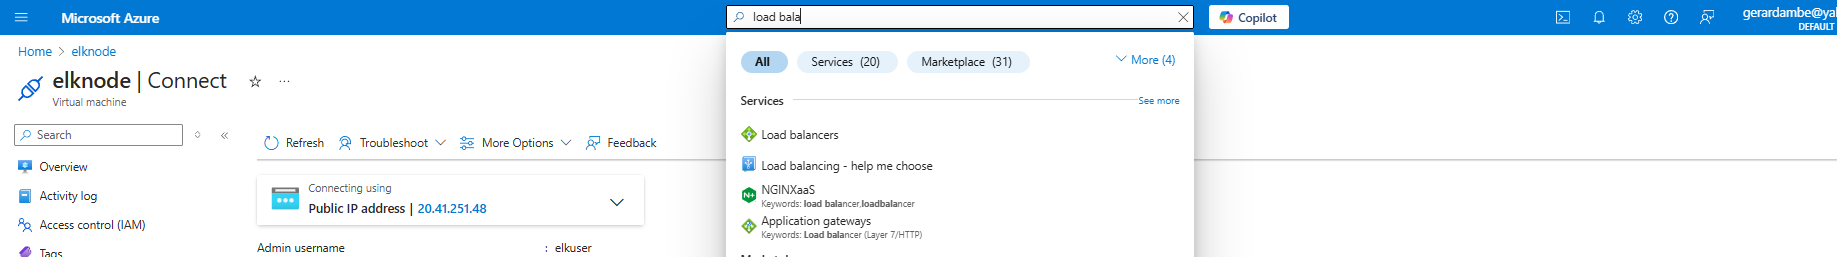 Microsoft Azure
load bala
Copilot
gerardambe@ya
DEFAULT
Home > elknode
elknode | Connect
Virtual machine
Search
Overview
Activity log
Access control (IAM)
Tags
Refresh
Troubleshoot
More Options
Feedback
Connecting using
Public IP address | 20.41.251.48
Admin username : elkuser
All
Services (20)
Marketplace (31)
More (4)
Services
See more
Load balancers
Load balancing - help me choose
NGINXaaS
Keywords: load balancer,loadbalancer
Application gateways
Keywords: Load balancer (Layer 7/HTTP)